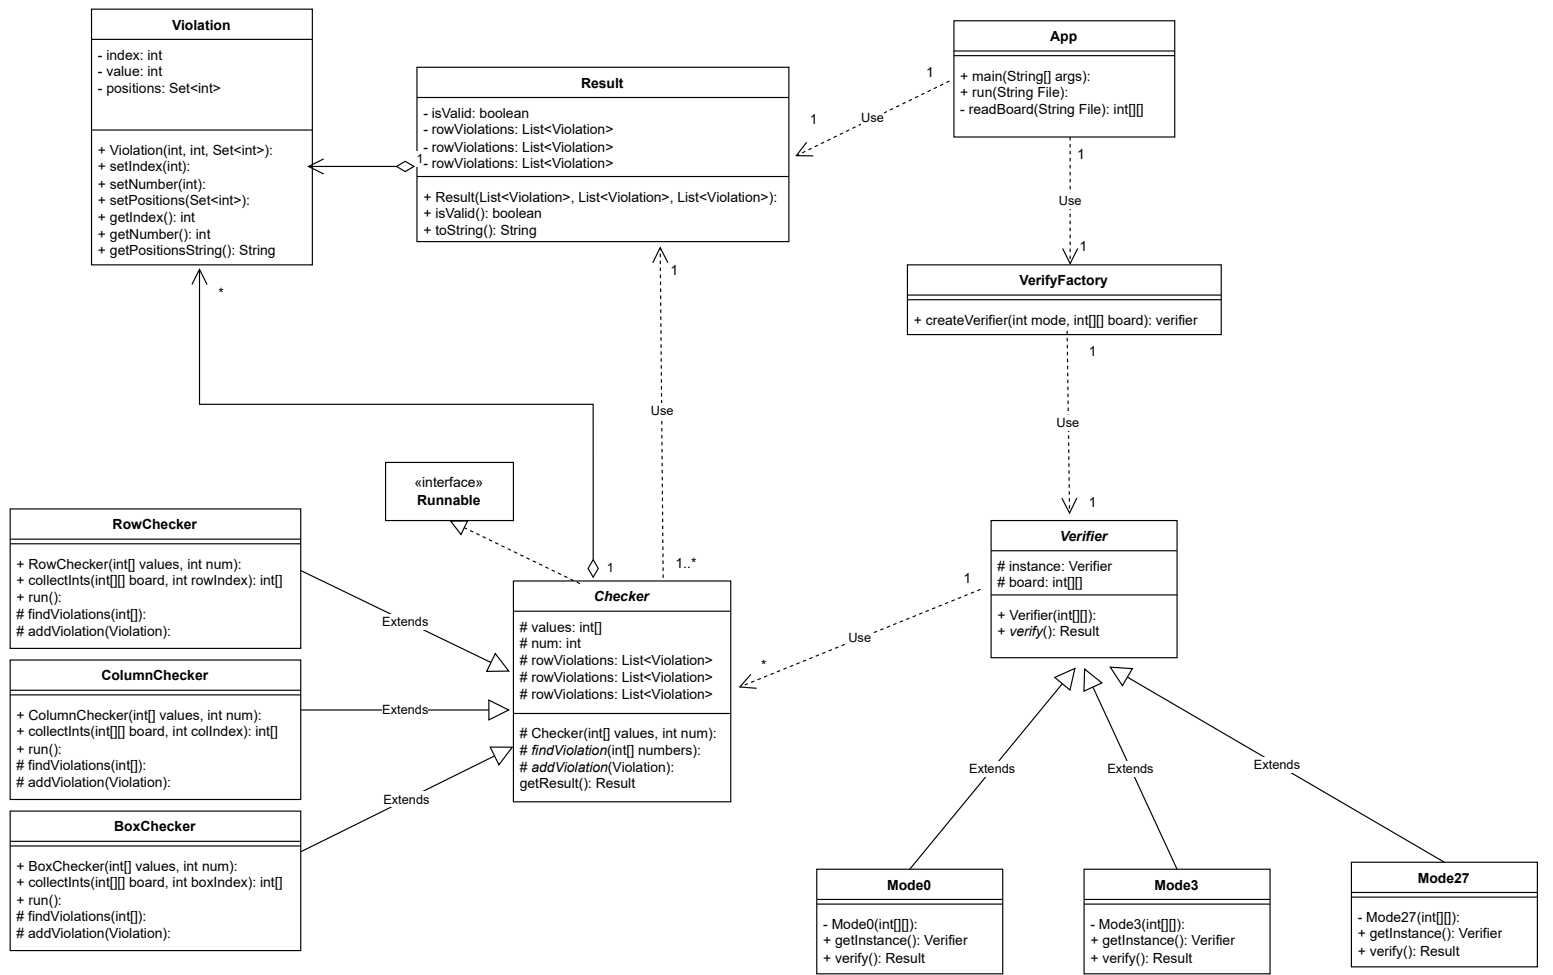 Violation
- index: int
- value: int
- positions: Set<int>
+ Violation(int, int, Set<int>):
+ setIndex(int):
+ setNumber(int):
+ setPositions(Set<int>):
+ getIndex(): int
+ getNumber(): int
+ getPositionsString(): String
*
Result
- isValid: boolean
- rowViolations: List<Violation>
- rowViolations: List<Violation>
- rowViolations: List<Violation>
1
+ Result(List<Violation>, List<Violation>, List<Violation>):
+ isValid(): boolean
+ toString(): String
1
Use
1..*
App
+ main(String[] args):
+ run(String File):
- readBoard(String File): int[][]
1
Use
1
1
Use
1
VerifyFactory
+ createVerifier(int mode, int[][] board): verifier
1
Use
1
«interface»
Runnable
RowChecker
+ RowChecker(int[] values, int num):
+ collectInts(int[][] board, int rowIndex): int[]
+ run():
# findViolations(int[]):
# addViolation(Violation):
Extends
ColumnChecker
+ ColumnChecker(int[] values, int num):
+ collectInts(int[][] board, int colIndex): int[]
+ run():
# findViolations(int[]):
# addViolation(Violation):
Extends
BoxChecker
+ BoxChecker(int[] values, int num):
+ collectInts(int[][] board, int boxIndex): int[]
+ run():
# findViolations(int[]):
# addViolation(Violation):
Extends
1
Checker
# values: int[]
# num: int
# rowViolations: List<Violation>
# rowViolations: List<Violation>
# rowViolations: List<Violation>
# Checker(int[] values, int num):
# findViolation(int[] numbers):
# addViolation(Violation):
getResult(): Result
1
Use
*
Verifier
# instance: Verifier
# board: int[][]
+ Verifier(int[][]):
+ verify(): Result
Extends
Extends
Extends
Mode0
- Mode0(int[][]):
+ getInstance(): Verifier
+ verify(): Result
Mode3
- Mode3(int[][]):
+ getInstance(): Verifier
+ verify(): Result
Mode27
- Mode27(int[][]):
+ getInstance(): Verifier
+ verify(): Result